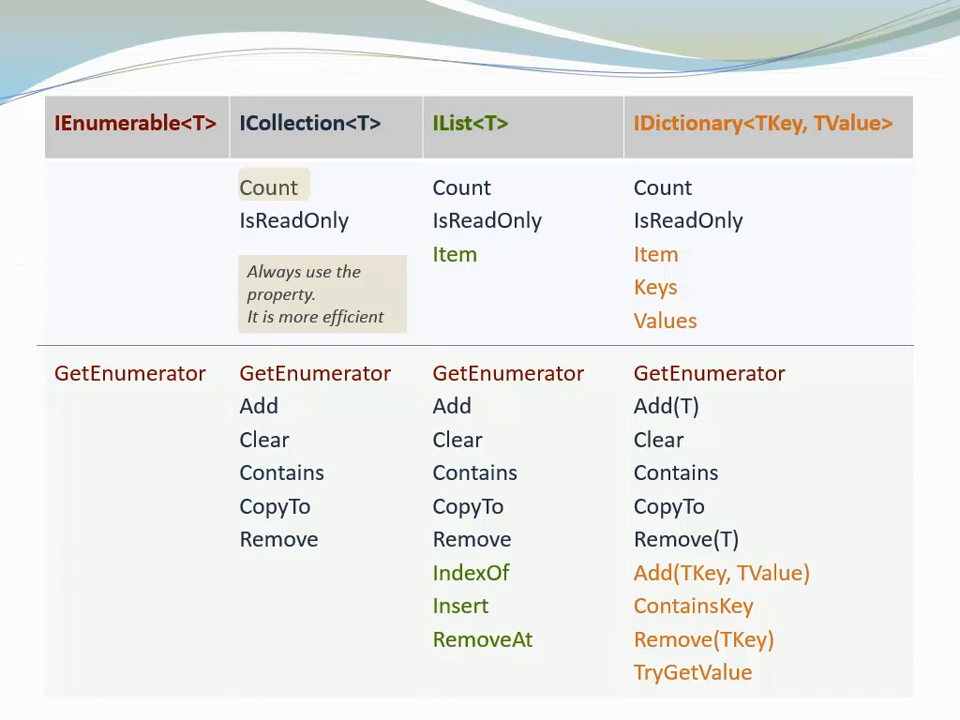 IEnumerable<T>
ICollection<T>
IList<T>
IDictionary<TKey, TValue>
Count
IsReadOnly
Always use the
property.
It is more efficient
Count
IsReadOnly
Item
Count
IsReadOnly
Item
Keys
Values
GetEnumerator
GetEnumerator
Add
Clear
Contains
CopyTo
Remove
GetEnumerator
Add
Clear
Contains
CopyTo
Remove
IndexOf
Insert
RemoveAt
GetEnumerator
Add(T)
Clear
Contains
CopyTo
Remove(T)
Add(TKey, TValue)
ContainsKey
Remove(TKey)
TryGetValue